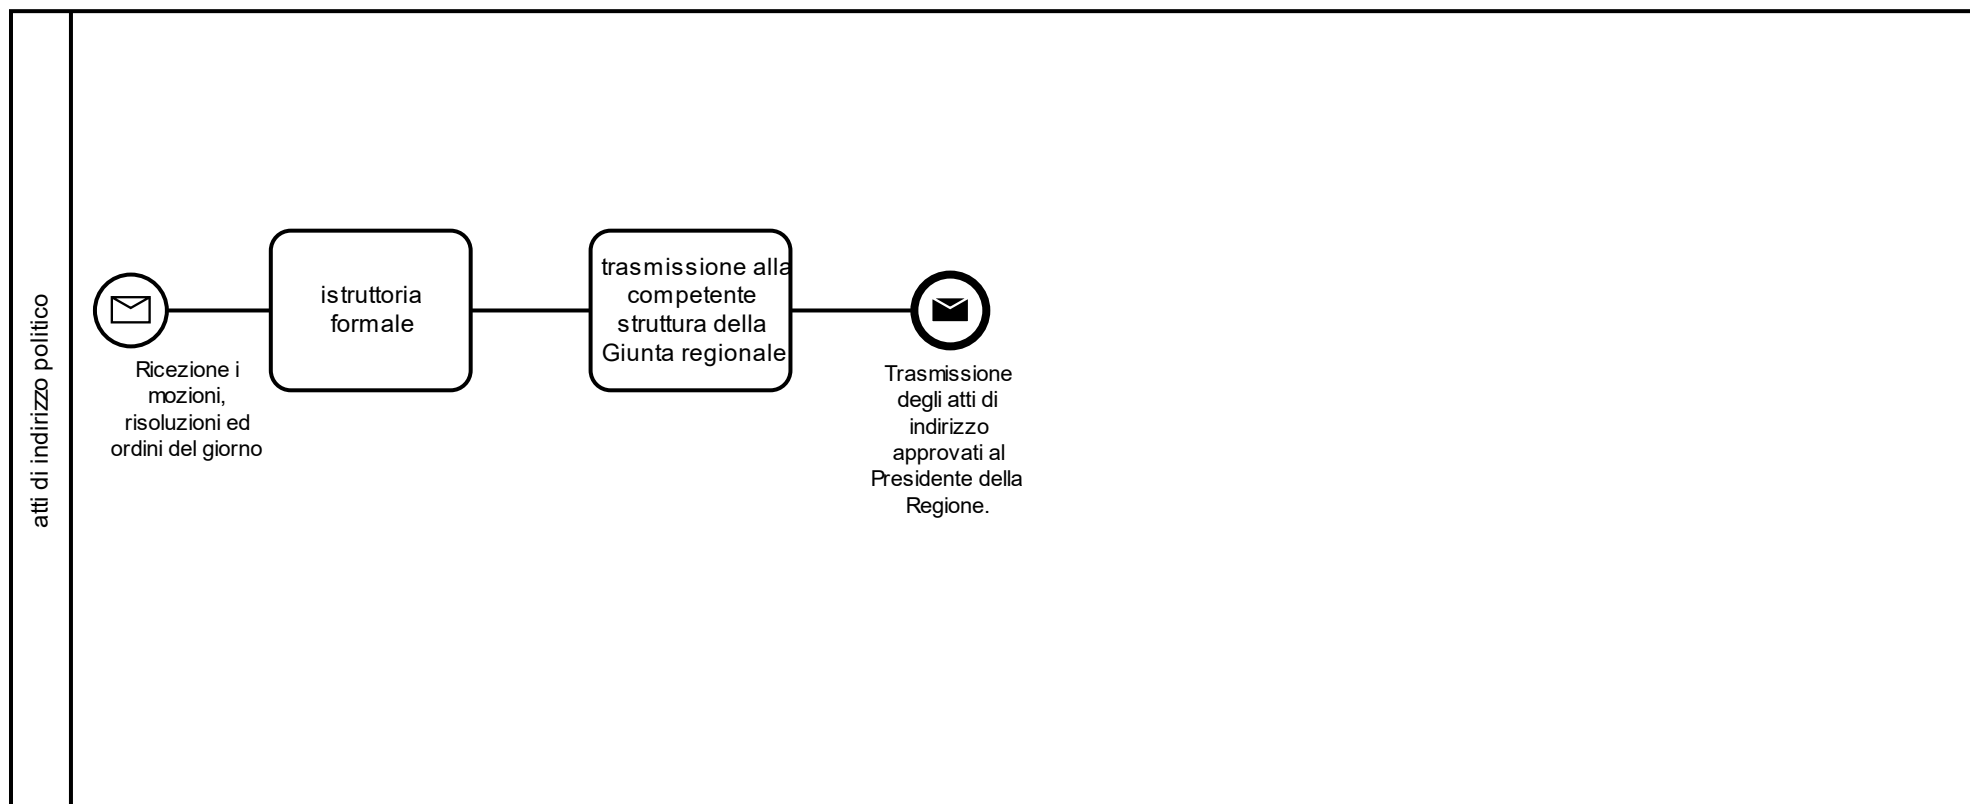 atti di indirizzo politico
Ricezione i
mozioni,
risoluzioni ed
ordini del giorno
istruttoria
formale
trasmissione alla
competente
struttura della
Giunta regionale
Trasmissione
degli atti di
indirizzo
approvati al
Presidente della
Regione.